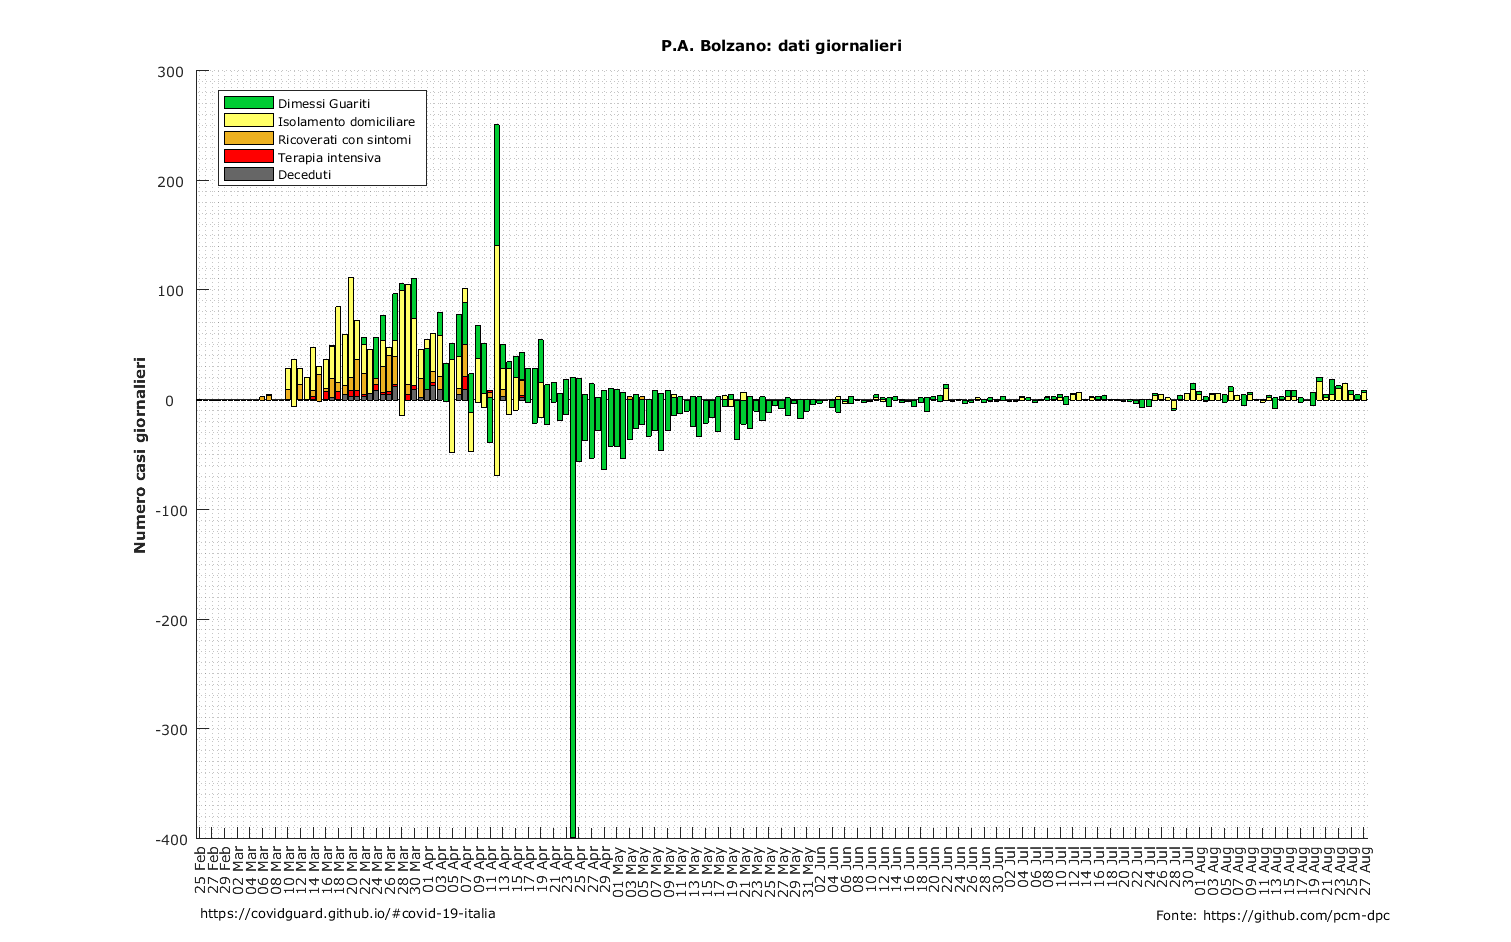 P.A. Bolzano: dati giornalieri
300
200
100
0
-100
-200
-300
-400
Numero casi giornalieri
Dimessi Guariti
Isolamento domiciliare
Ricoverati con sintomi
Terapia intensiva
Deceduti
25 Feb
27 Feb
29 Feb
02 Mar
04 Mar
06 Mar
08 Mar
10 Mar
12 Mar
14 Mar
16 Mar
18 Mar
20 Mar
22 Mar
24 Mar
26 Mar
28 Mar
30 Mar
01 Apr
03 Apr
05 Apr
07 Apr
09 Apr
11 Apr
13 Apr
15 Apr
17 Apr
19 Apr
21 Apr
23 Apr
25 Apr
27 Apr
29 Apr
01 May
03 May
05 May
07 May
09 May
11 May
13 May
15 May
17 May
19 May
21 May
23 May
25 May
27 May
29 May
31 May
02 Jun
04 Jun
06 Jun
08 Jun
10 Jun
12 Jun
14 Jun
16 Jun
18 Jun
20 Jun
22 Jun
24 Jun
26 Jun
28 Jun
30 Jun
02 Jul
04 Jul
06 Jul
08 Jul
10 Jul
12 Jul
14 Jul
16 Jul
18 Jul
20 Jul
22 Jul
24 Jul
26 Jul
28 Jul
30 Jul
01 Aug
03 Aug
05 Aug
07 Aug
09 Aug
11 Aug
13 Aug
15 Aug
17 Aug
19 Aug
21 Aug
23 Aug
25 Aug
27 Aug
https://covidguard.github.io/#covid-19-italia
Fonte: https://github.com/pcm-dpc